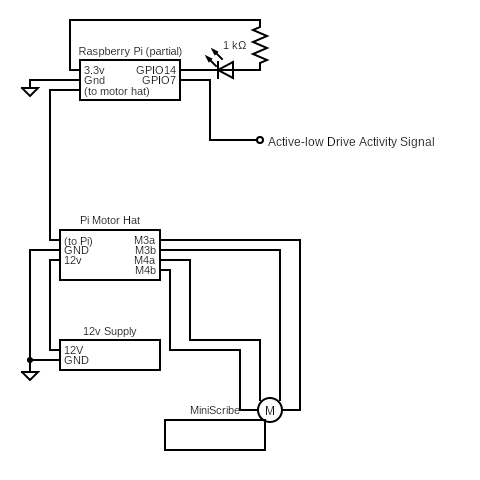 1 kΩ
Raspberry Pi (partial)
3.3v GPIO14
Gnd GPIO7
(to motor hat)
Active-low Drive Activity Signal
Pi Motor Hat
(to Pi) M3a
GND M3b
12v M4a
M4b
12v Supply
12V
GND
MiniScribe
M